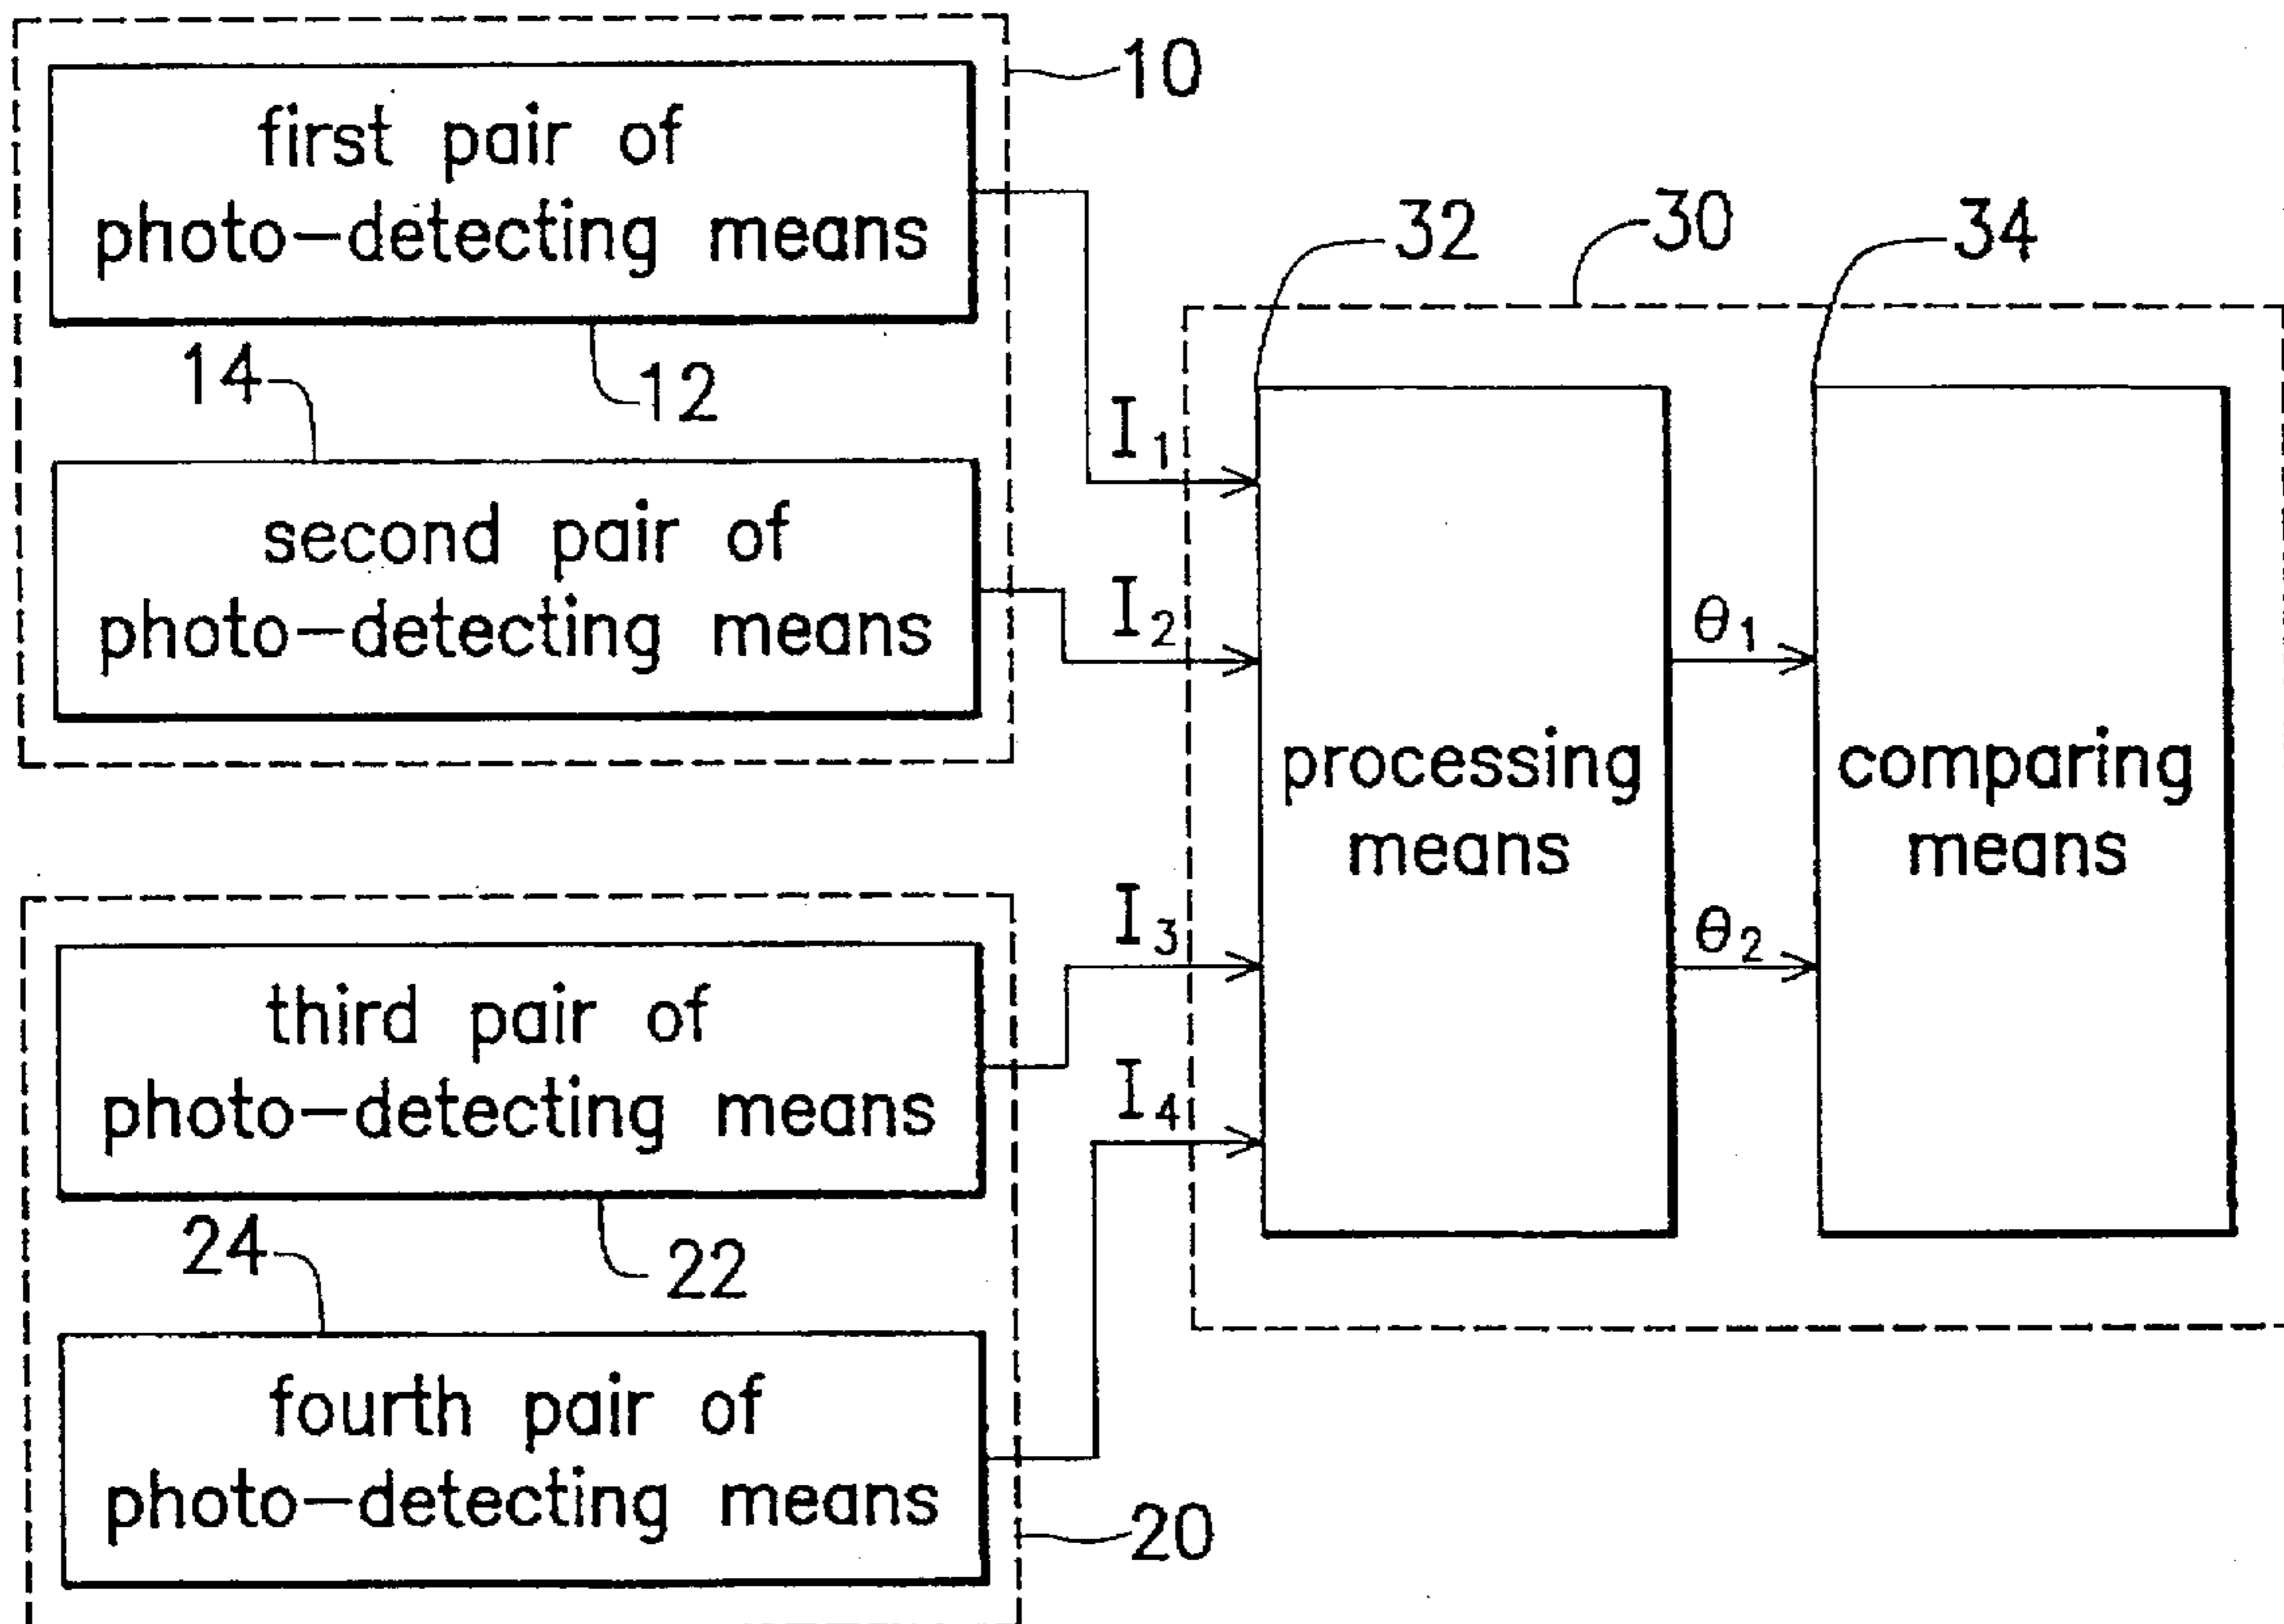 first pair of
photo-detecting means
10
12
14
second pair of
photo-detecting means
I1
I2
third pair of
photo-detecting means
22
24
fourth pair of
photo-detecting means
20
I3
I4
30
32
processing
means
θ1
θ2
34
comparing
means